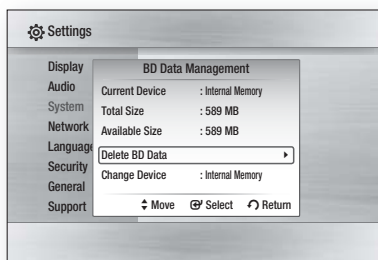 Settings
Display
Audio
System
Network
Language
Security
General
Support
BD Data Management
Current Device : Internal Memory
Total Size : 589 MB
Available Size : 589 MB
Delete BD Data
Change Device : Internal Memory
Move Select Return